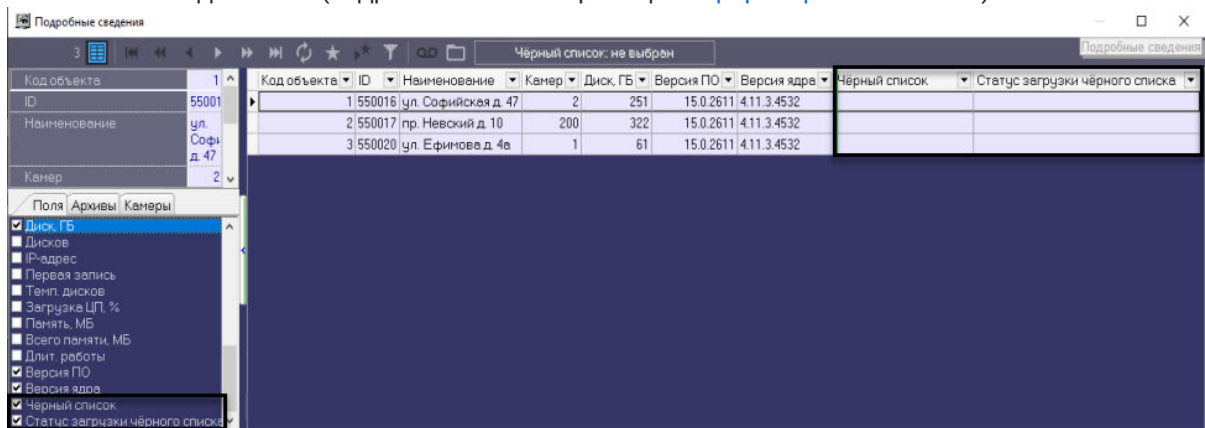 Подробные сведения
3
Чёрный список: не выбран
Подробные сведения
Код объекта 1
ID 55001
Наименование ул.
Софи
д. 47
Камер 2
Код объекта ID Наименование Камер Диск, ГБ Версия ПО Версия ядра Чёрный список Статус загрузки чёрного списка
1 550016 ул. Софийская д. 47 2 251 15.0.2611 4.11.3.4532
2 550017 пр. Невский д. 10 200 322 15.0.2611 4.11.3.4532
3 550020 ул. Ефимова д. 4а 1 61 15.0.2611 4.11.3.4532
Поля Архивы Камеры
Диск, ГБ
Дисков
IP-адрес
Первая запись
Темп. дисков
Загрузка ЦП, %
Память, МБ
Всего памяти, МБ
Длит. работы
Версия ПО
Версия ядра
Чёрный список
Статус загрузки чёрного списка